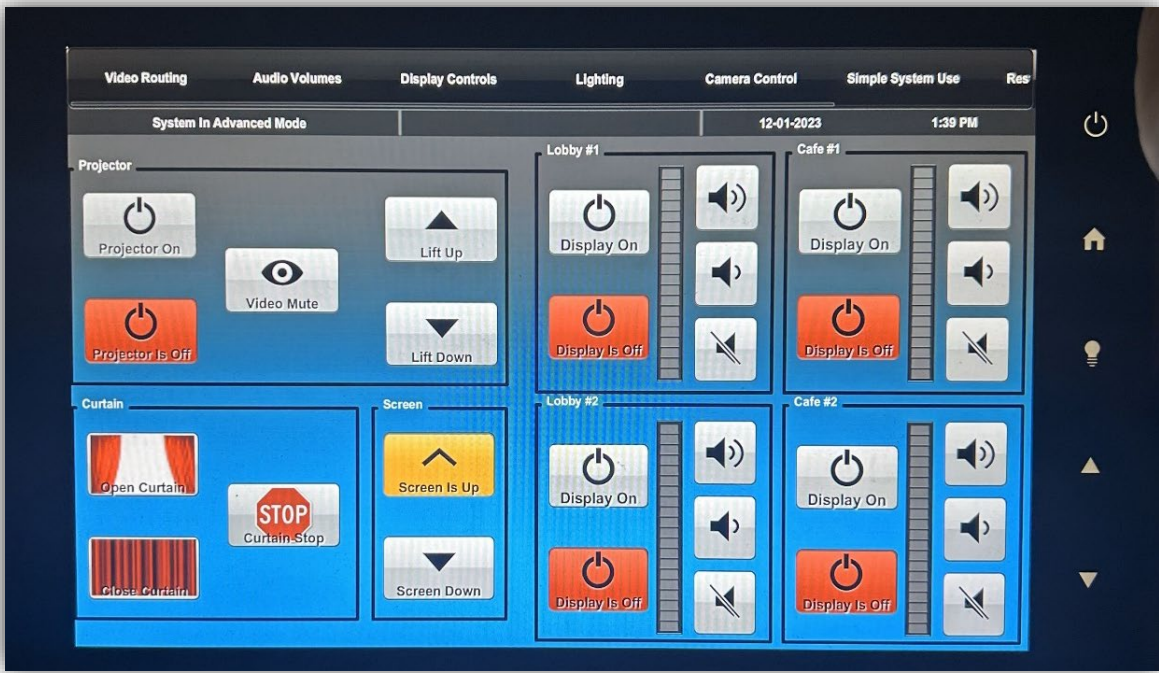 Video Routing Audio Volumes Display Controls Lighting Camera Control Simple System Use Res
System In Advanced Mode 12-01-2023 1:39 PM
Projector
Projector On
Projector Is Off
Video Mute
Lift Up
Lift Down
Lobby #1
Display On
Display Is Off
Cafe #1
Display On
Display Is Off
Curtain
Open Curtain
Close Curtain
STOP
Curtain Stop
Screen
Screen Is Up
Screen Down
Lobby #2
Display On
Display Is Off
Cafe #2
Display On
Display Is Off